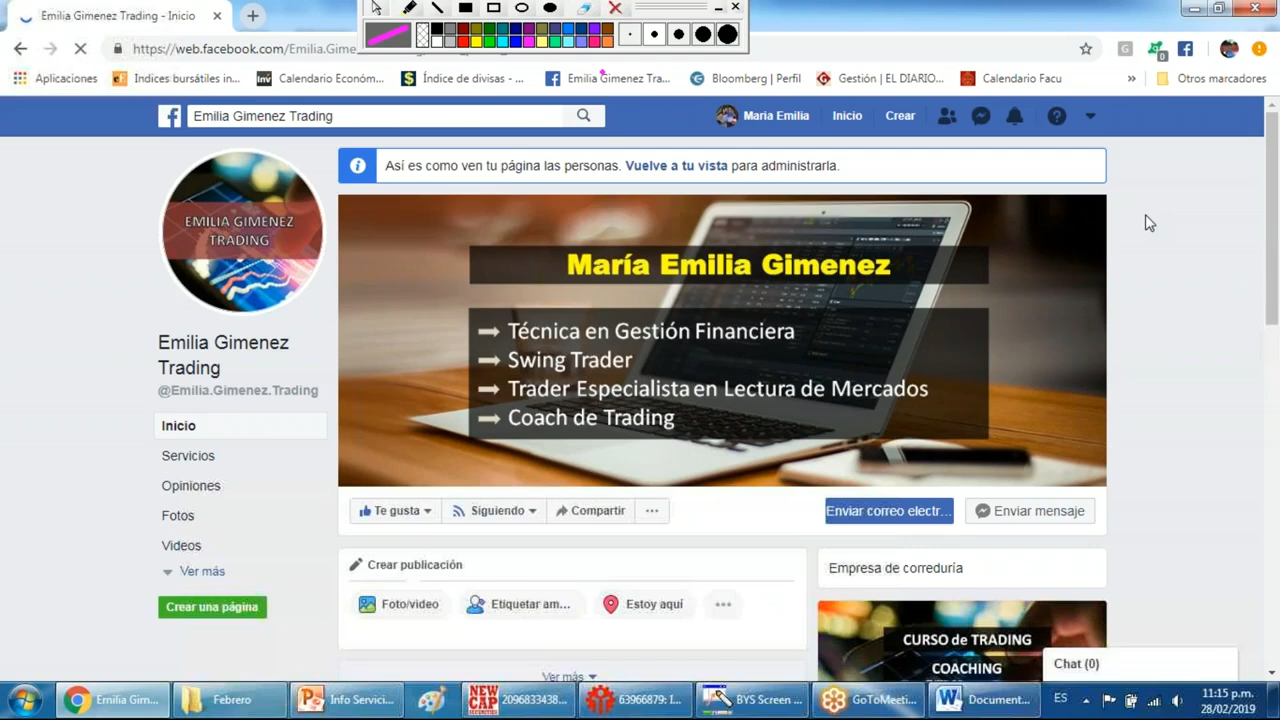 Emilia Gimenez Trading - Inicio
https://web.facebook.com/Emilia.Gime
Aplicaciones
Indices bursátiles in...
Calendario Económ...
Índice de divisas - ...
Emilia Gimenez Tra...
Bloomberg | Perfil
Gestión | EL DIARIO...
Calendario Facu
»
Otros marcadores
Emilia Gimenez Trading
Maria Emilia
Inicio
Crear
Así es como ven tu página las personas. Vuelve a tu vista para administrarla.
EMILIA GIMENEZ
TRADING
María Emilia Gimenez
Técnica en Gestión Financiera
Swing Trader
Trader Especialista en Lectura de Mercados
Coach de Trading
Emilia Gimenez
Trading
@Emilia.Gimenez.Trading
Inicio
Servicios
Opiniones
Fotos
Videos
Ver más
Crear una página
Te gusta
Siguiendo
Compartir
...
Enviar correo electr...
Enviar mensaje
Crear publicación
Foto/video
Etiquetar am...
Estoy aquí
...
Ver más
Empresa de correduría
CURSO de TRADING
COACHING
Chat (0)
Emilia Gim...
Febrero
Info Servici...
NEW CAP
2096833438...
63966879: I...
BYS Screen ...
GoToMeeti...
Document...
ES
11:15 p.m.
28/02/2019